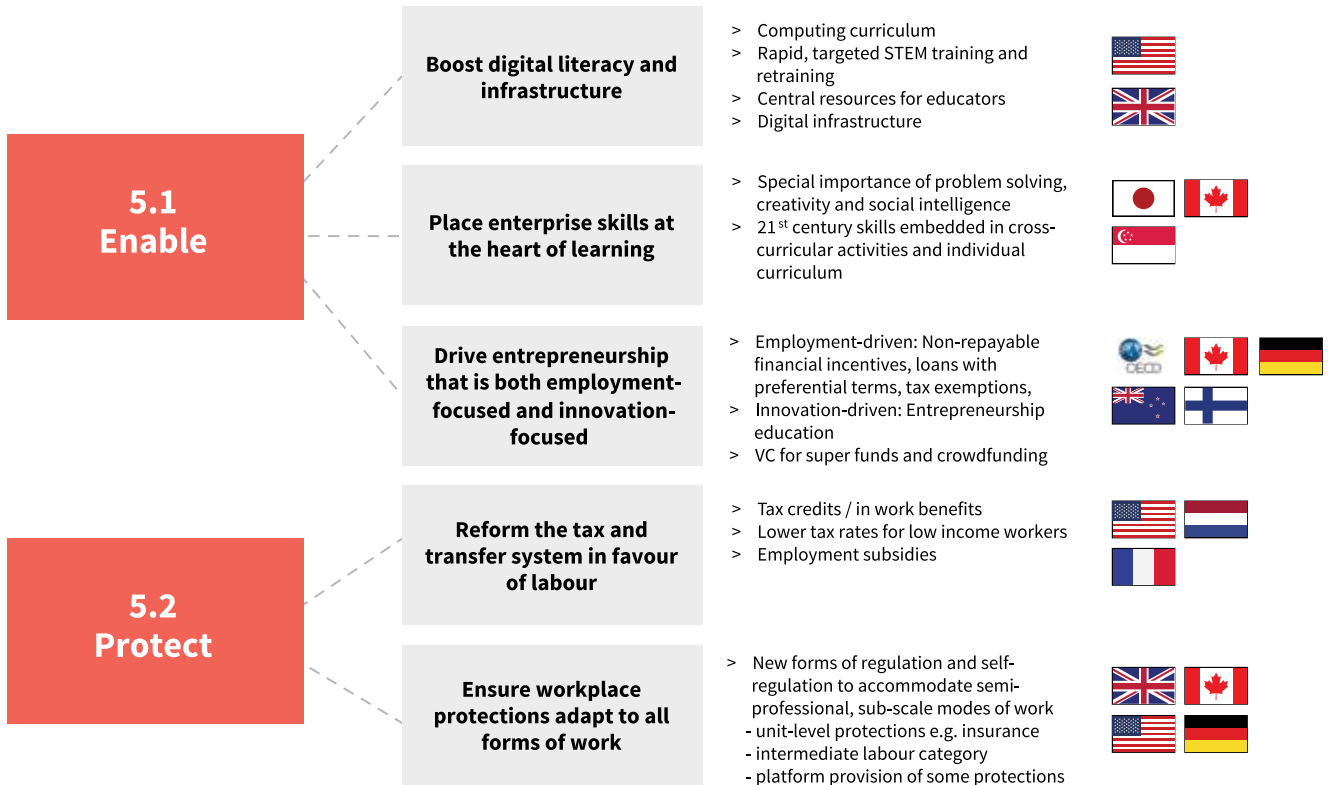 5.1
Enable
Boost digital literacy and
infrastructure
> Computing curriculum
> Rapid, targeted STEM training and
retraining
> Central resources for educators
> Digital infrastructure
Place enterprise skills at
the heart of learning
> Special importance of problem solving,
creativity and social intelligence
> 21st century skills embedded in cross-
curricular activities and individual
curriculum
Drive entrepreneurship
that is both employment-
focused and innovation-
focused
> Employment-driven: Non-repayable
financial incentives, loans with
preferential terms, tax exemptions,
> Innovation-driven: Entrepreneurship
education
> VC for super funds and crowdfunding
OECD
5.2
Protect
Reform the tax and
transfer system in favour
of labour
> Tax credits / in work benefits
> Lower tax rates for low income workers
> Employment subsidies
Ensure workplace
protections adapt to all
forms of work
> New forms of regulation and self-
regulation to accommodate semi-
professional, sub-scale modes of work
- unit-level protections e.g. insurance
- intermediate labour category
- platform provision of some protections